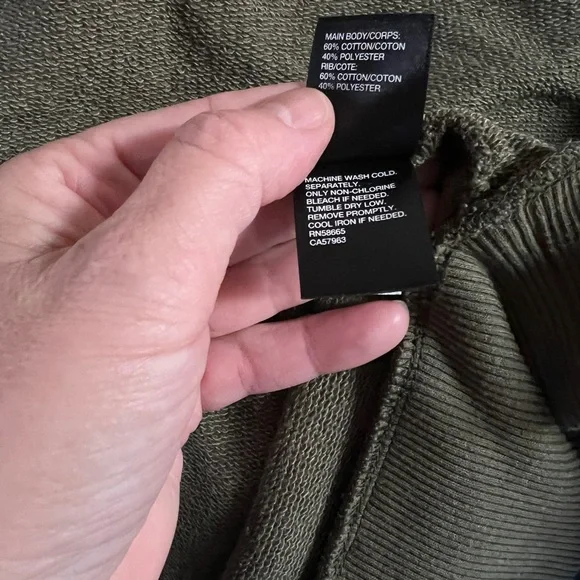 MAIN BODY/CORPS:
60% COTTON/COTON
40% POLYESTER
RIB/COTE:
60% COTTON/COTON
40% POLYESTER
MACHINE WASH COLD.
SEPARATELY.
ONLY NON-CHLORINE
BLEACH IF NEEDED.
TUMBLE DRY LOW.
REMOVE PROMPTLY.
COOL IRON IF NEEDED.
RN58665
CA57963